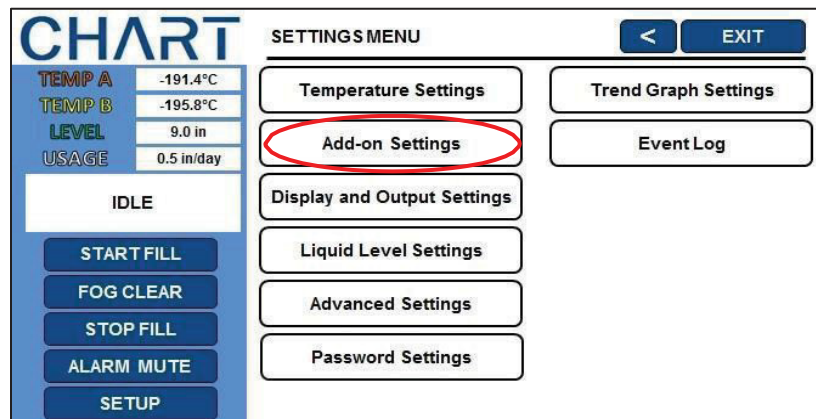 CHART
SETTINGS MENU
<
EXIT
TEMP A
-191.4°C
TEMP B
-195.8°C
LEVEL
9.0 in
USAGE
0.5 in/day
IDLE
START FILL
FOG CLEAR
STOP FILL
ALARM MUTE
SETUP
Temperature Settings
Add-on Settings
Display and Output Settings
Liquid Level Settings
Advanced Settings
Password Settings
Trend Graph Settings
Event Log